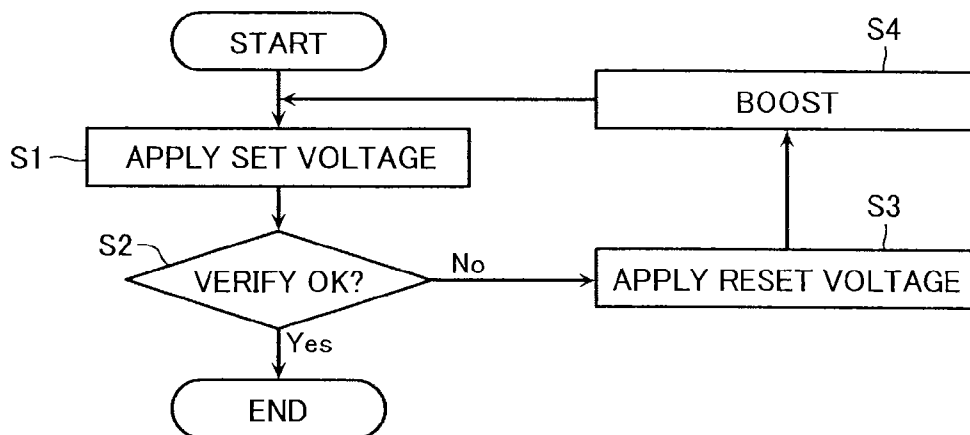 START
S4
BOOST
S1
APPLY SET VOLTAGE
S2
VERIFY OK?
No
S3
APPLY RESET VOLTAGE
Yes
END